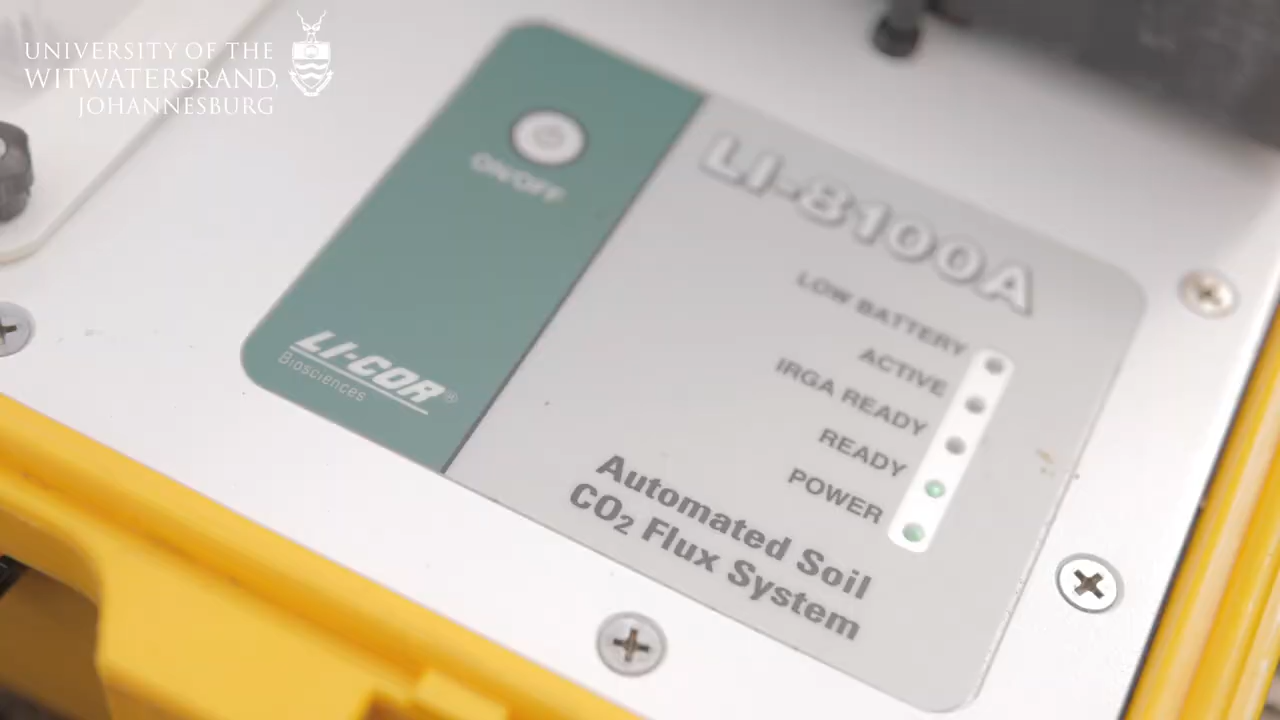 UNIVERSITY OF THE
WITWATERSRAND,
JOHANNESBURG
ON/OFF
LI-8100A
LOW BATTERY
ACTIVE
IRGA READY
READY
POWER
LI-COR®
Biosciences
Automated Soil
CO₂ Flux System